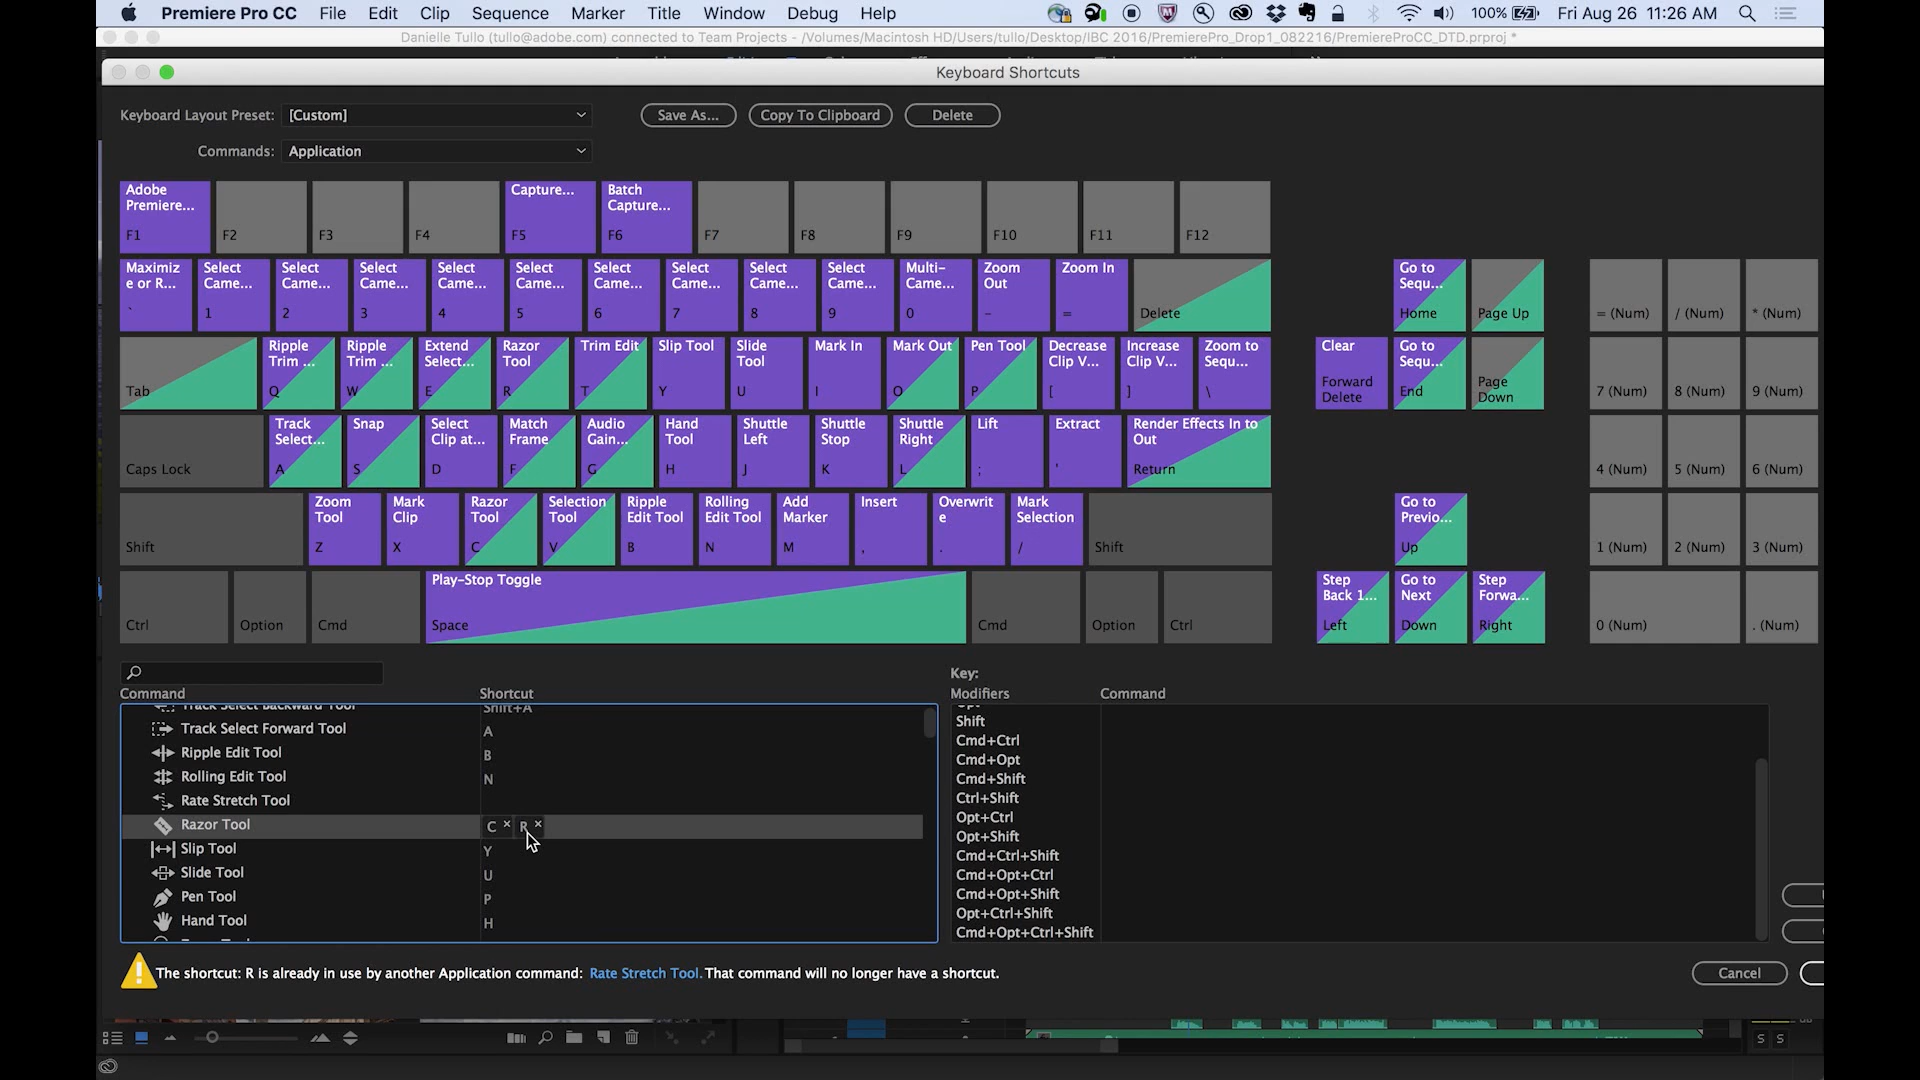 Premiere Pro CC File Edit Clip Sequence Marker Title Window Debug Help 100% Fri Aug 26 11:26 AM
Danielle Tullo (tullo@adobe.com) connected to Team Projects - /Volumes/Macintosh HD/Users/tullo/Desktop/IBC 2016/PremierePro_Drop1_082216/PremiereProCC_DTD.prproj *
Keyboard Shortcuts
Keyboard Layout Preset: [Custom] Save As... Copy To Clipboard Delete
Commands: Application
Adobe Premiere... F1
F2
F3
F4
Capture... F5
Batch Capture... F6
F7
F8
F9
F10
F11
F12
Maximiz e or R... `
Select Came... 1
Select Came... 2
Select Came... 3
Select Came... 4
Select Came... 5
Select Came... 6
Select Came... 7
Select Came... 8
Select Came... 9
Multi- Came... 0
Zoom Out -
Zoom In =
Delete
Go to Sequ... Home
Page Up
= (Num)
/ (Num)
* (Num)
Tab
Ripple Trim ... Q
Ripple Trim ... W
Extend Select... E
Razor Tool R
Trim Edit T
Slip Tool Y
Slide Tool U
Mark In I
Mark Out O
Pen Tool P
Decrease Clip V... [
Increase Clip V... ]
Zoom to Sequ... \
Clear Forward Delete
Go to Sequ... End
Page Down
7 (Num)
8 (Num)
9 (Num)
Caps Lock
Track Select... A
Snap S
Select Clip at... D
Match Frame F
Audio Gain... G
Hand Tool H
Shuttle Left J
Shuttle Stop K
Shuttle Right L
Lift ;
Extract '
Render Effects In to Out Return
4 (Num)
5 (Num)
6 (Num)
Shift
Zoom Tool Z
Mark Clip X
Razor Tool C
Selection Tool V
Ripple Edit Tool B
Rolling Edit Tool N
Add Marker M
Insert ,
Overwrit e .
Mark Selection /
Shift
Go to Previo... Up
1 (Num)
2 (Num)
3 (Num)
Ctrl
Option
Cmd
Play-Stop Toggle Space
Cmd
Option
Ctrl
Step Back 1... Left
Go to Next Down
Step Forwa... Right
0 (Num)
. (Num)
Command Shortcut
Track Select Backward Tool Shift+A
Track Select Forward Tool A
Ripple Edit Tool B
Rolling Edit Tool N
Rate Stretch Tool
Razor Tool C × R ×
Slip Tool Y
Slide Tool U
Pen Tool P
Hand Tool H
Key:
Modifiers Command
Opt
Shift
Cmd+Ctrl
Cmd+Opt
Cmd+Shift
Ctrl+Shift
Opt+Ctrl
Opt+Shift
Cmd+Ctrl+Shift
Cmd+Opt+Ctrl
Cmd+Opt+Shift
Opt+Ctrl+Shift
Cmd+Opt+Ctrl+Shift
The shortcut: R is already in use by another Application command: Rate Stretch Tool. That command will no longer have a shortcut.
Cancel
S S